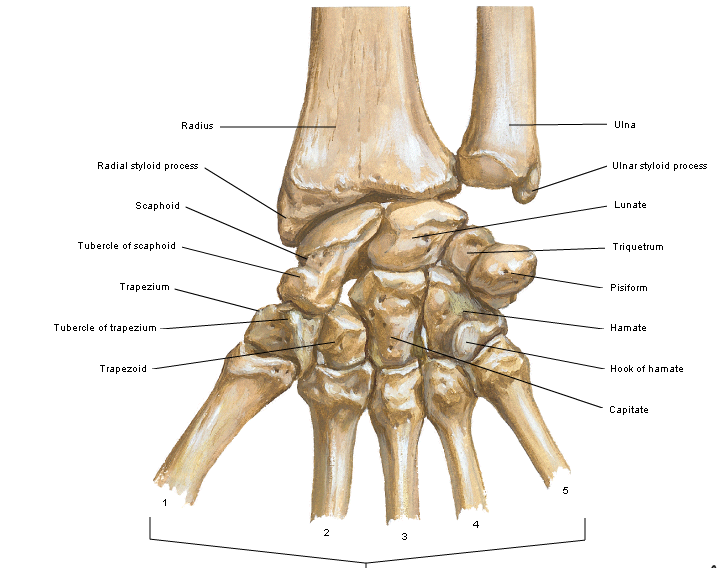 Radius
Ulna
Radial styloid process
Ulnar styloid process
Scaphoid
Lunate
Tubercle of scaphoid
Triquetrum
Trapezium
Pisiform
Tubercle of trapezium
Hamate
Trapezoid
Hook of hamate
Capitate
1
2
3
4
5